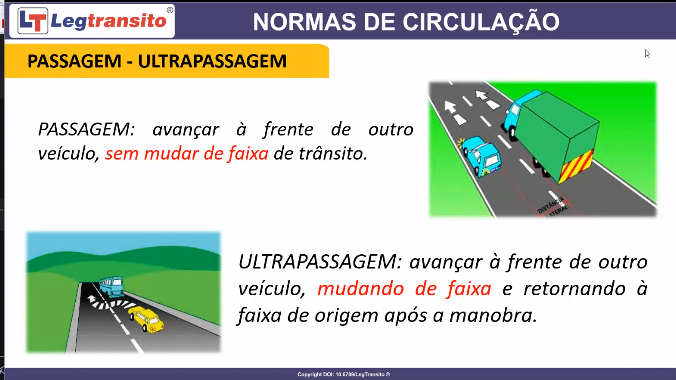 LT Legtransito®
NORMAS DE CIRCULAÇÃO
PASSAGEM - ULTRAPASSAGEM
PASSAGEM: avançar à frente de outro
veículo, sem mudar de faixa de trânsito.
DISTÂNCIA
LATERAL
ULTRAPASSAGEM: avançar à frente de outro
veículo, mudando de faixa e retornando à
faixa de origem após a manobra.
Copyright DOI: 10.6789/LegTransito ®